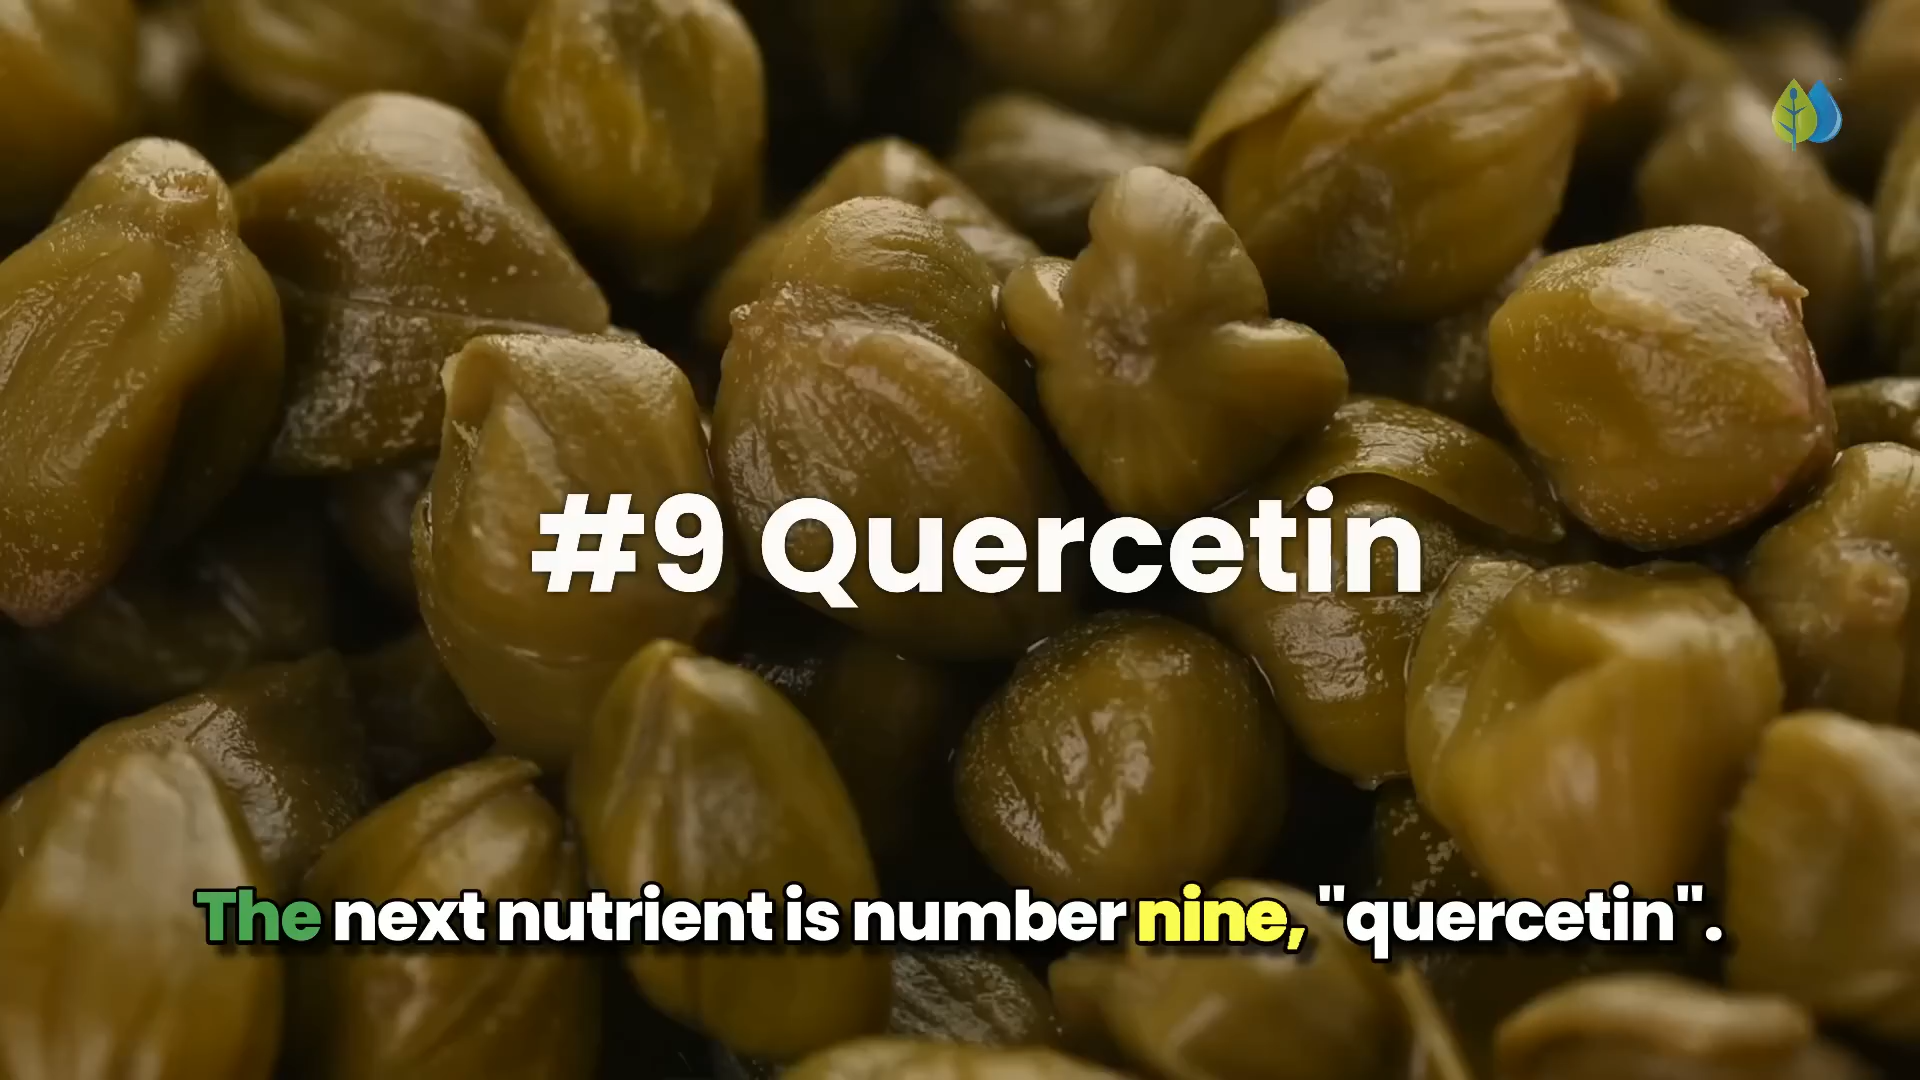 #9 Quercetin
The next nutrient is number nine, "quercetin".